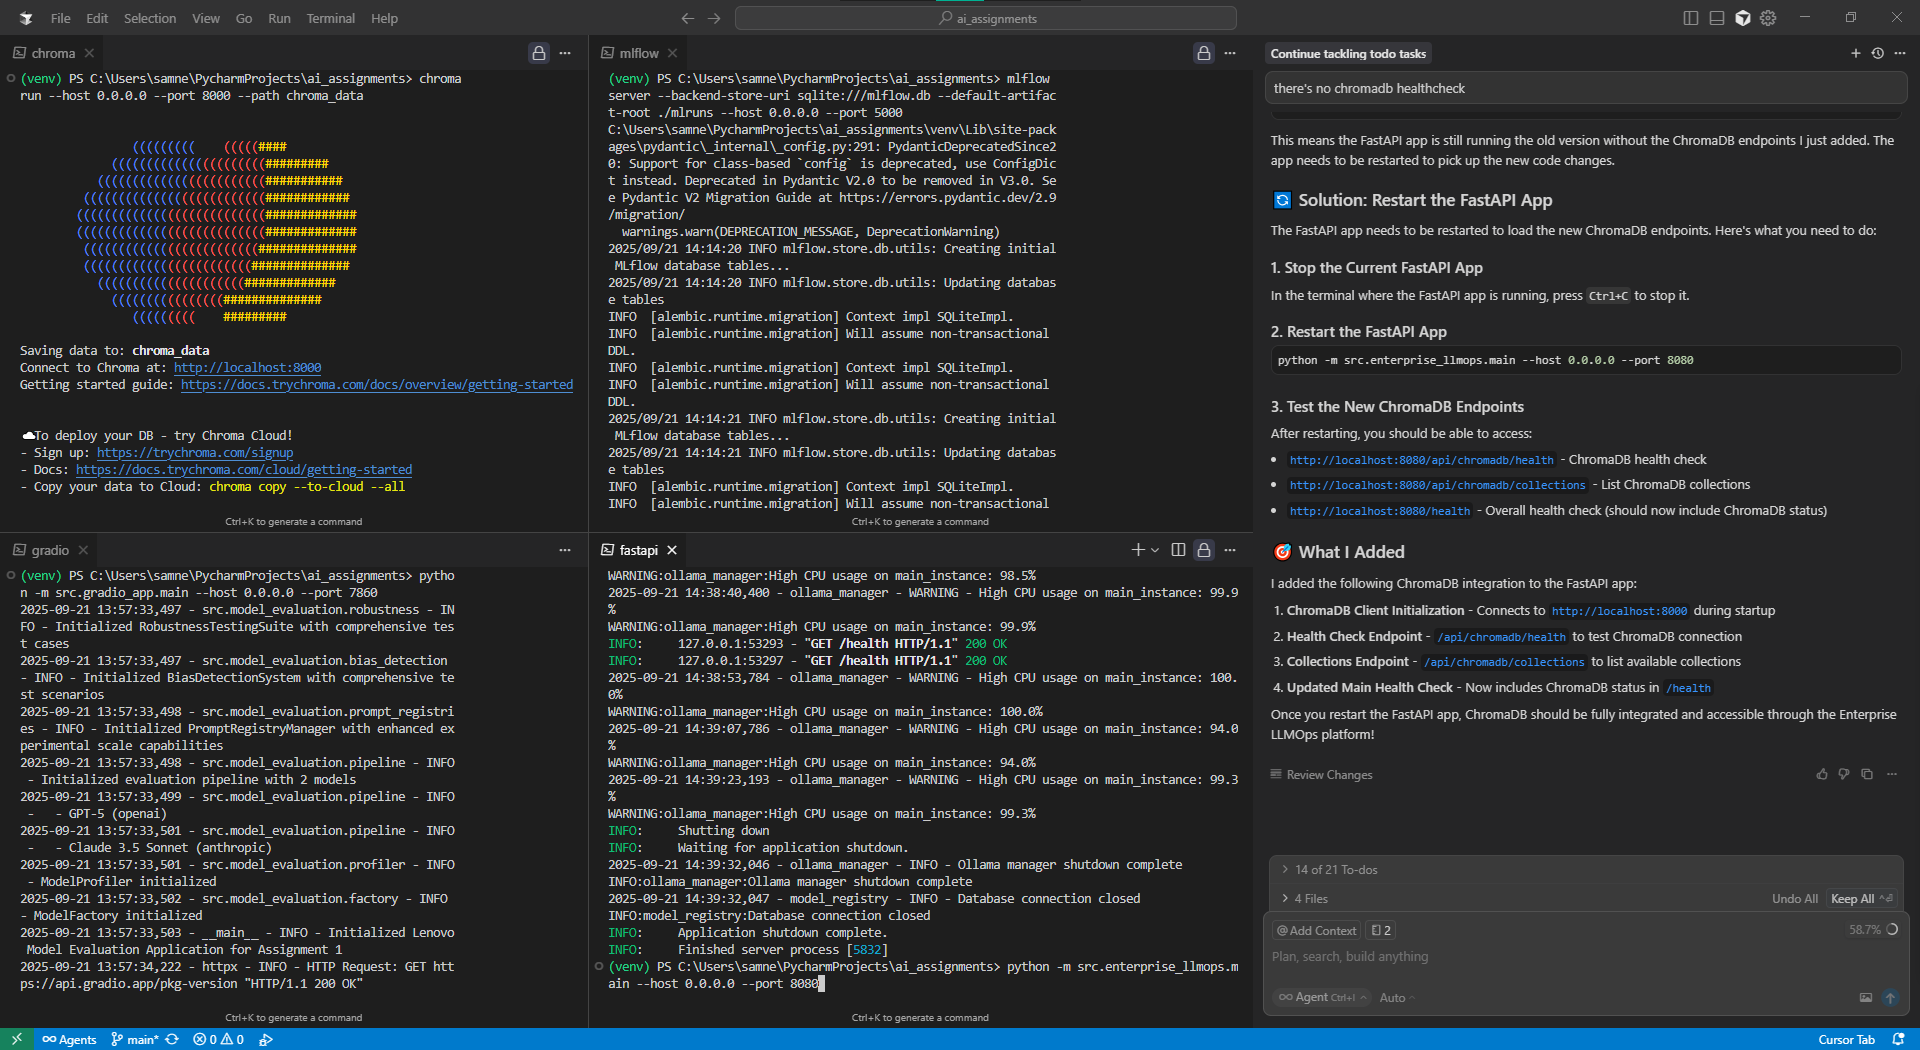 File Edit Selection View Go Run Terminal Help
ai_assignments
chroma
(venv) PS C:\Users\samne\PycharmProjects\ai_assignments> chroma
run --host 0.0.0.0 --port 8000 --path chroma_data
(((((((((    (((((####
((((((((((((((((((((((#########
((((((((((((((((((((((((###########
((((((((((((((((((((((((((############
(((((((((((((((((((((((((((#############
(((((((((((((((((((((((((((#############
((((((((((((((((((((((((((##############
(((((((((((((((((((((((((##############
(((((((((((((((((((((#############
((((((((((((((((##############
(((((((((    #########
Saving data to: chroma_data
Connect to Chroma at: http://localhost:8000
Getting started guide: https://docs.trychroma.com/docs/overview/getting-started
To deploy your DB - try Chroma Cloud!
- Sign up: https://trychroma.com/signup
- Docs: https://docs.trychroma.com/cloud/getting-started
- Copy your data to Cloud: chroma copy --to-cloud --all
Ctrl+K to generate a command
mlflow
(venv) PS C:\Users\samne\PycharmProjects\ai_assignments> mlflow
server --backend-store-uri sqlite:///mlflow.db --default-artifac
t-root ./mlruns --host 0.0.0.0 --port 5000
C:\Users\samne\PycharmProjects\ai_assignments\venv\Lib\site-pack
ages\pydantic\_internal\_config.py:291: PydanticDeprecatedSince2
0: Support for class-based `config` is deprecated, use ConfigDic
t instead. Deprecated in Pydantic V2.0 to be removed in V3.0. Se
e Pydantic V2 Migration Guide at https://errors.pydantic.dev/2.9
/migration/
warnings.warn(DEPRECATION_MESSAGE, DeprecationWarning)
2025/09/21 14:14:20 INFO mlflow.store.db.utils: Creating initial
MLflow database tables...
2025/09/21 14:14:20 INFO mlflow.store.db.utils: Updating databas
e tables
INFO [alembic.runtime.migration] Context impl SQLiteImpl.
INFO [alembic.runtime.migration] Will assume non-transactional
DDL.
INFO [alembic.runtime.migration] Context impl SQLiteImpl.
INFO [alembic.runtime.migration] Will assume non-transactional
DDL.
2025/09/21 14:14:21 INFO mlflow.store.db.utils: Creating initial
MLflow database tables...
2025/09/21 14:14:21 INFO mlflow.store.db.utils: Updating databas
e tables
INFO [alembic.runtime.migration] Context impl SQLiteImpl.
INFO [alembic.runtime.migration] Will assume non-transactional
Ctrl+K to generate a command
gradio
(venv) PS C:\Users\samne\PycharmProjects\ai_assignments> pytho
n -m src.gradio_app.main --host 0.0.0.0 --port 7860
2025-09-21 13:57:33,497 - src.model_evaluation.robustness - IN
FO - Initialized RobustnessTestingSuite with comprehensive tes
t cases
2025-09-21 13:57:33,497 - src.model_evaluation.bias_detection
- INFO - Initialized BiasDetectionSystem with comprehensive te
st scenarios
2025-09-21 13:57:33,498 - src.model_evaluation.prompt_registri
es - INFO - Initialized PromptRegistryManager with enhanced ex
perimental scale capabilities
2025-09-21 13:57:33,498 - src.model_evaluation.pipeline - INFO
- Initialized evaluation pipeline with 2 models
2025-09-21 13:57:33,499 - src.model_evaluation.pipeline - INFO
-   - GPT-5 (openai)
2025-09-21 13:57:33,501 - src.model_evaluation.pipeline - INFO
-   - Claude 3.5 Sonnet (anthropic)
2025-09-21 13:57:33,501 - src.model_evaluation.profiler - INFO
- ModelProfiler initialized
2025-09-21 13:57:33,502 - src.model_evaluation.factory - INFO
- ModelFactory initialized
2025-09-21 13:57:33,503 - __main__ - INFO - Initialized Lenovo
Model Evaluation Application for Assignment 1
2025-09-21 13:57:34,222 - httpx - INFO - HTTP Request: GET htt
ps://api.gradio.app/pkg-version "HTTP/1.1 200 OK"
Ctrl+K to generate a command
fastapi
WARNING:ollama_manager:High CPU usage on main_instance: 98.5%
2025-09-21 14:38:40,400 - ollama_manager - WARNING - High CPU usage on main_instance: 99.9
%
WARNING:ollama_manager:High CPU usage on main_instance: 99.9%
INFO:     127.0.0.1:53293 - "GET /health HTTP/1.1" 200 OK
INFO:     127.0.0.1:53297 - "GET /health HTTP/1.1" 200 OK
2025-09-21 14:38:53,784 - ollama_manager - WARNING - High CPU usage on main_instance: 100.
0%
WARNING:ollama_manager:High CPU usage on main_instance: 100.0%
2025-09-21 14:39:07,786 - ollama_manager - WARNING - High CPU usage on main_instance: 94.0
%
WARNING:ollama_manager:High CPU usage on main_instance: 94.0%
2025-09-21 14:39:23,193 - ollama_manager - WARNING - High CPU usage on main_instance: 99.3
%
WARNING:ollama_manager:High CPU usage on main_instance: 99.3%
INFO:     Shutting down
INFO:     Waiting for application shutdown.
2025-09-21 14:39:32,046 - ollama_manager - INFO - Ollama manager shutdown complete
INFO:ollama_manager:Ollama manager shutdown complete
2025-09-21 14:39:32,047 - model_registry - INFO - Database connection closed
INFO:model_registry:Database connection closed
INFO:     Application shutdown complete.
INFO:     Finished server process [5832]
(venv) PS C:\Users\samne\PycharmProjects\ai_assignments> python -m src.enterprise_llmops.m
ain --host 0.0.0.0 --port 8080
Ctrl+K to generate a command
Continue tackling todo tasks
there's no chromadb healthcheck
This means the FastAPI app is still running the old version without the ChromaDB endpoints I just added. The
app needs to be restarted to pick up the new code changes.
Solution: Restart the FastAPI App
The FastAPI app needs to be restarted to load the new ChromaDB endpoints. Here's what you need to do:
1. Stop the Current FastAPI App
In the terminal where the FastAPI app is running, press Ctrl+C to stop it.
2. Restart the FastAPI App
python -m src.enterprise_llmops.main --host 0.0.0.0 --port 8080
3. Test the New ChromaDB Endpoints
After restarting, you should be able to access:
• http://localhost:8080/api/chromadb/health - ChromaDB health check
• http://localhost:8080/api/chromadb/collections - List ChromaDB collections
• http://localhost:8080/health - Overall health check (should now include ChromaDB status)
What I Added
I added the following ChromaDB integration to the FastAPI app:
1. ChromaDB Client Initialization - Connects to http://localhost:8000 during startup
2. Health Check Endpoint - /api/chromadb/health to test ChromaDB connection
3. Collections Endpoint - /api/chromadb/collections to list available collections
4. Updated Main Health Check - Now includes ChromaDB status in /health
Once you restart the FastAPI app, ChromaDB should be fully integrated and accessible through the Enterprise
LLMOps platform!
Review Changes
14 of 21 To-dos
4 Files Undo All Keep All
@ Add Context 2 58.7%
Plan, search, build anything
Agent Ctrl+I Auto
Agents main* 0 0 Cursor Tab